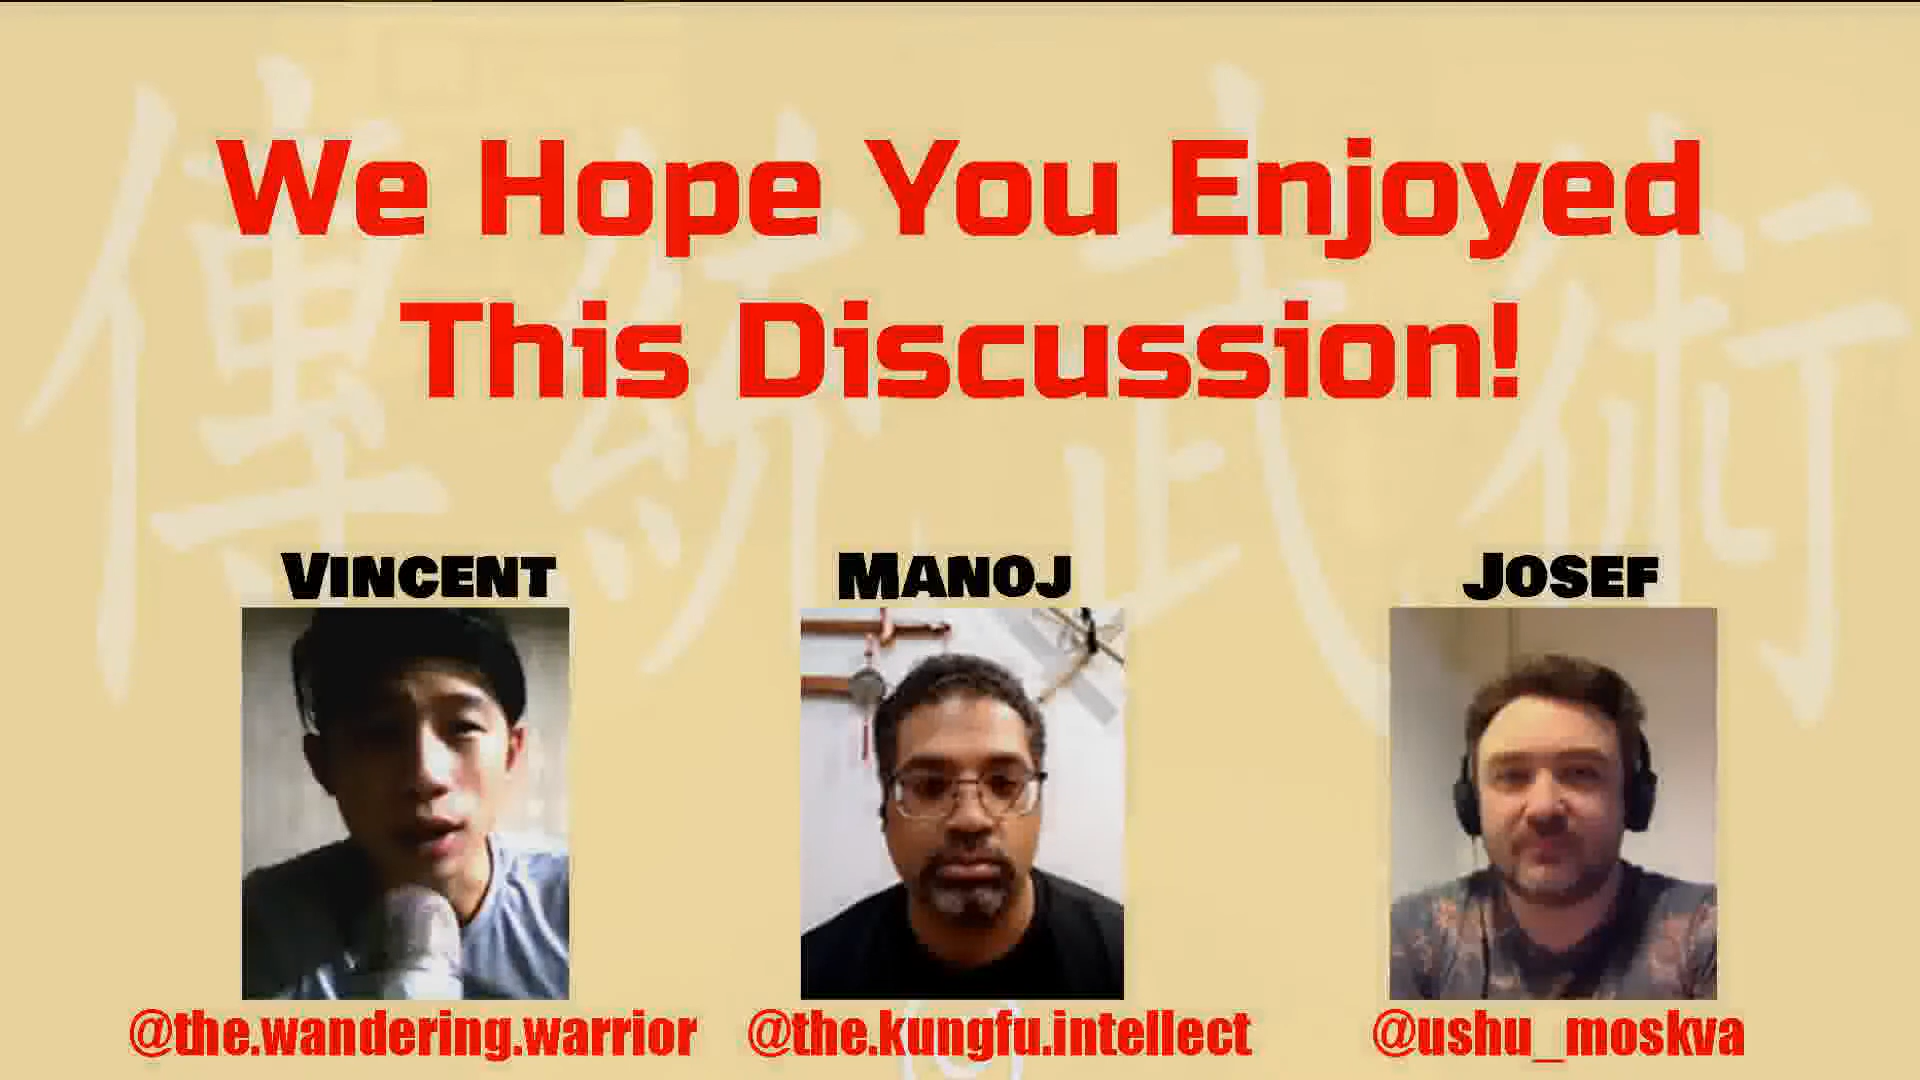 傳統武術
We Hope You Enjoyed
This Discussion!
Vincent
Manoj
Josef
@the.wandering.warrior
@the.kungfu.intellect
@ushu_moskva